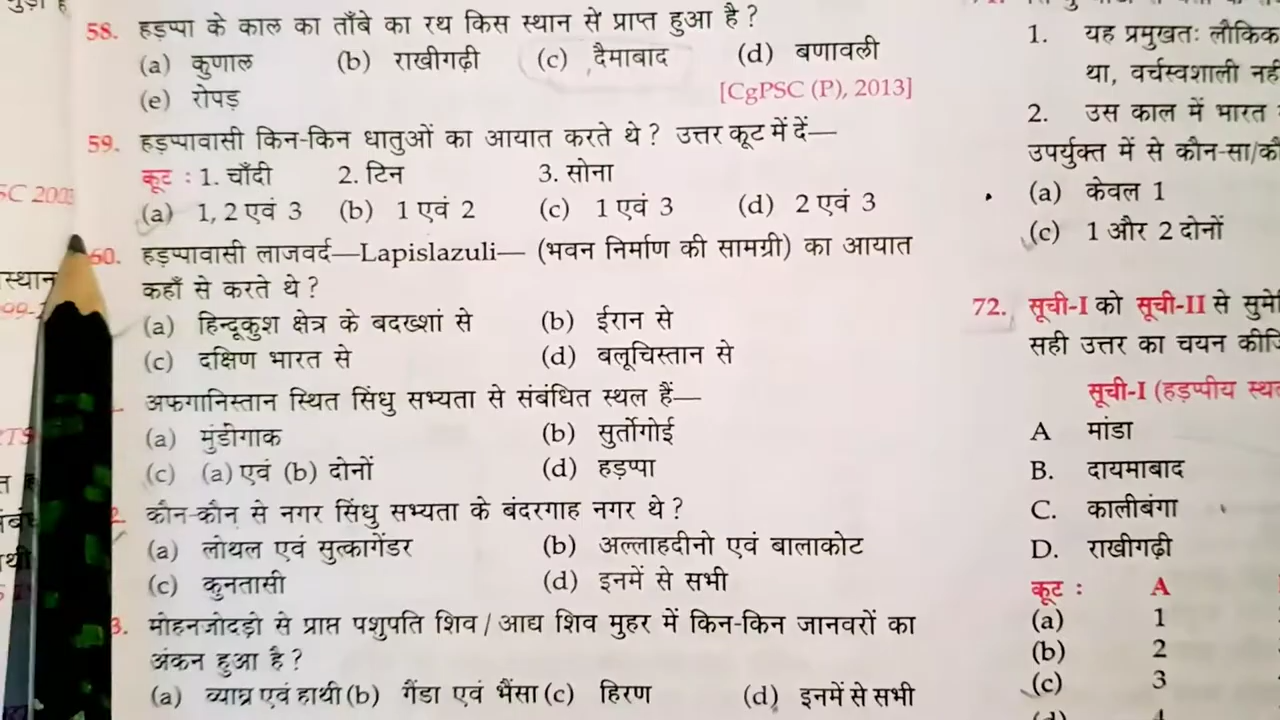 58. हड़प्पा के काल का ताँबे का रथ किस स्थान से प्राप्त हुआ है ?
(a) कुणाल (b) राखीगढ़ी (c) दैमाबाद (d) बणावली
(e) रोपड़ [CgPSC (P), 2013]
59. हड़प्पावासी किन-किन धातुओं का आयात करते थे ? उत्तर कूट में दें—
कूट : 1. चाँदी 2. टिन 3. सोना
(a) 1, 2 एवं 3 (b) 1 एवं 2 (c) 1 एवं 3 (d) 2 एवं 3
60. हड़प्पावासी लाजवर्द—Lapislazuli— (भवन निर्माण की सामग्री) का आयात
कहाँ से करते थे ?
(a) हिन्दूकुश क्षेत्र के बदख्शां से (b) ईरान से
(c) दक्षिण भारत से (d) बलूचिस्तान से
अफगानिस्तान स्थित सिंधु सभ्यता से संबंधित स्थल हैं—
(a) मुंडीगाक (b) सुर्तोगोई
(c) (a) एवं (b) दोनों (d) हड़प्पा
2. कौन-कौन से नगर सिंधु सभ्यता के बंदरगाह नगर थे ?
(a) लोथल एवं सुत्कागेंडर (b) अल्लाहदीनो एवं बालाकोट
(c) कुनतासी (d) इनमें से सभी
3. मोहनजोदड़ो से प्राप्त पशुपति शिव / आद्य शिव मुहर में किन-किन जानवरों का
अंकन हुआ है ?
(a) व्याघ्र एवं हाथी (b) गैंडा एवं भैंसा (c) हिरण (d) इनमें से सभी
1. यह प्रमुखतः लौकिक
था, वर्चस्वशाली नहीं
2. उस काल में भारत
उपर्युक्त में से कौन-सा/कौ
(a) केवल 1
(c) 1 और 2 दोनों
72. सूची-I को सूची-II से सुमे
सही उत्तर का चयन कीजि
सूची-I (हड़प्पीय स्थ
A मांडा
B. दायमाबाद
C. कालीबंगा
D. राखीगढ़ी
कूट : A
(a) 1
(b) 2
(c) 3
(d) 4